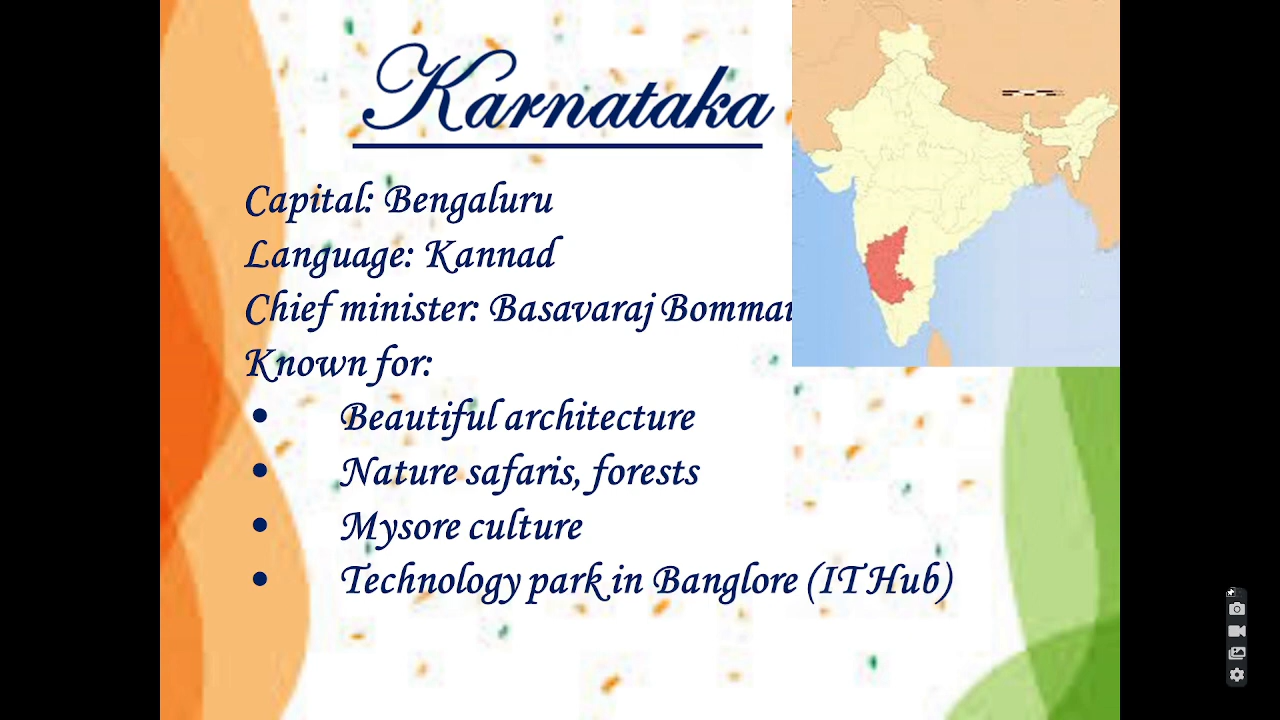 Karnataka
Capital: Bengaluru
Language: Kannad
Chief minister: Basavaraj Bommai
Known for:
• Beautiful architecture
• Nature safaris, forests
• Mysore culture
• Technology park in Banglore (IT Hub)